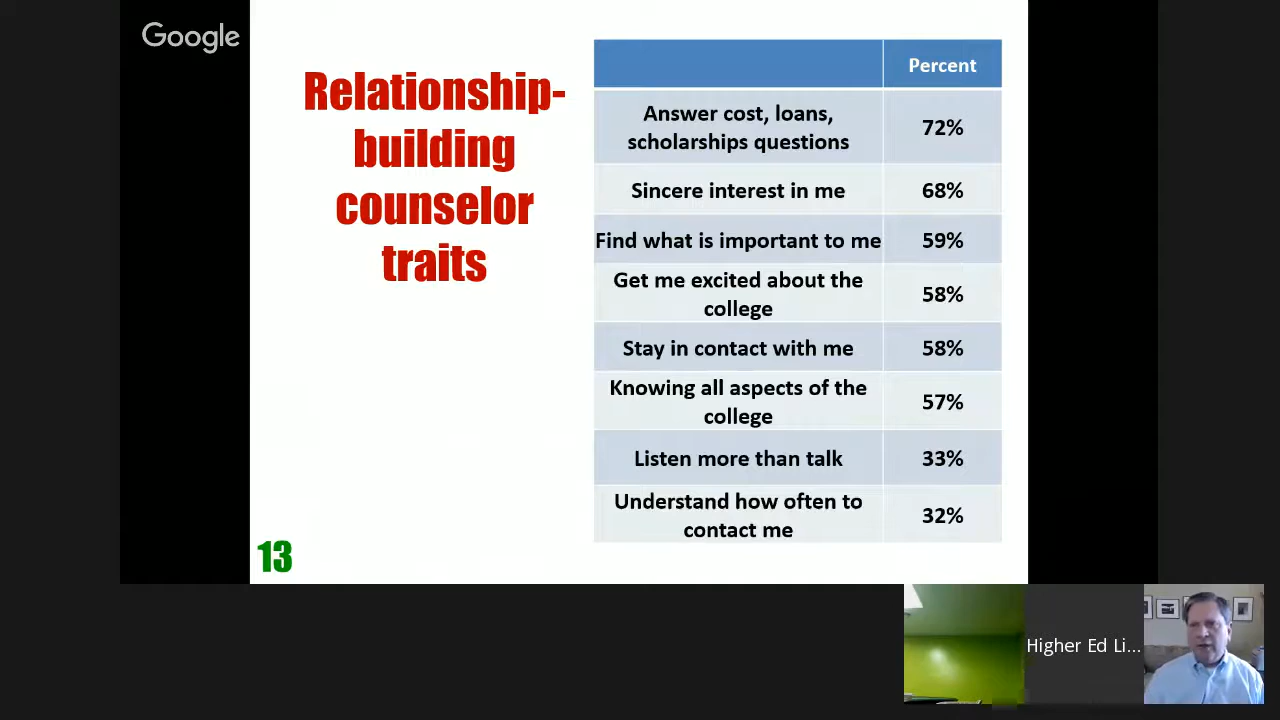 Google
Relationship-
building
counselor
traits
Percent
Answer cost, loans,
scholarships questions
72%
Sincere interest in me
68%
Find what is important to me
59%
Get me excited about the
college
58%
Stay in contact with me
58%
Knowing all aspects of the
college
57%
Listen more than talk
33%
Understand how often to
contact me
32%
13
Higher Ed Li...